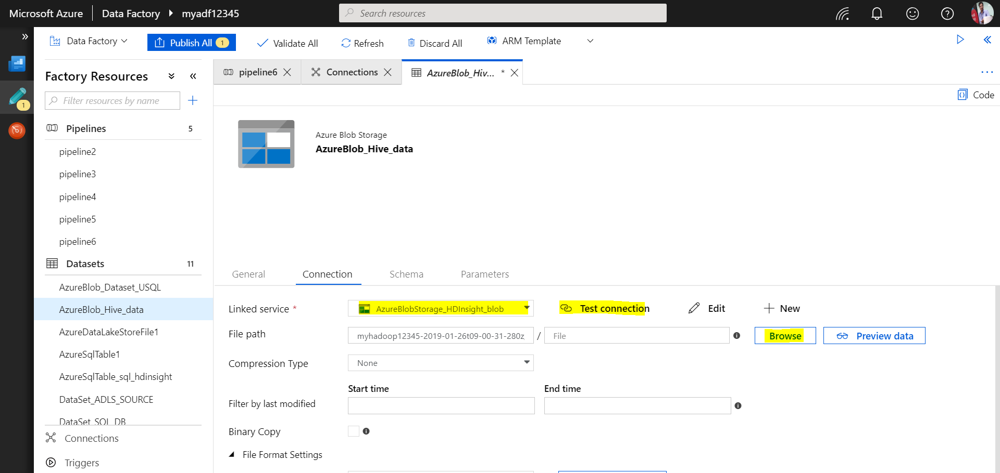 Microsoft Azure Data Factory myadf12345 Search resources
Data Factory Publish All 1 Validate All Refresh Discard All ARM Template
Factory Resources
Filter resources by name
1
Pipelines 5
pipeline2
pipeline3
pipeline4
pipeline5
pipeline6
Datasets 11
AzureBlob_Dataset_USQL
AzureBlob_Hive_data
AzureDataLakeStoreFile1
AzureSqlTable1
AzureSqlTable_sql_hdinsight
DataSet_ADLS_SOURCE
DataSet_SQL_DB
Connections
Triggers
pipeline6 Connections AzureBlob_Hiv... *
Code
Azure Blob Storage
AzureBlob_Hive_data
General Connection Schema Parameters
Linked service * AzureBlobStorage_HDInsight_blob Test connection Edit New
File path myhadoop12345-2019-01-26t09-00-31-280z / File Browse Preview data
Compression Type None
Start time End time
Filter by last modified
Binary Copy
File Format Settings